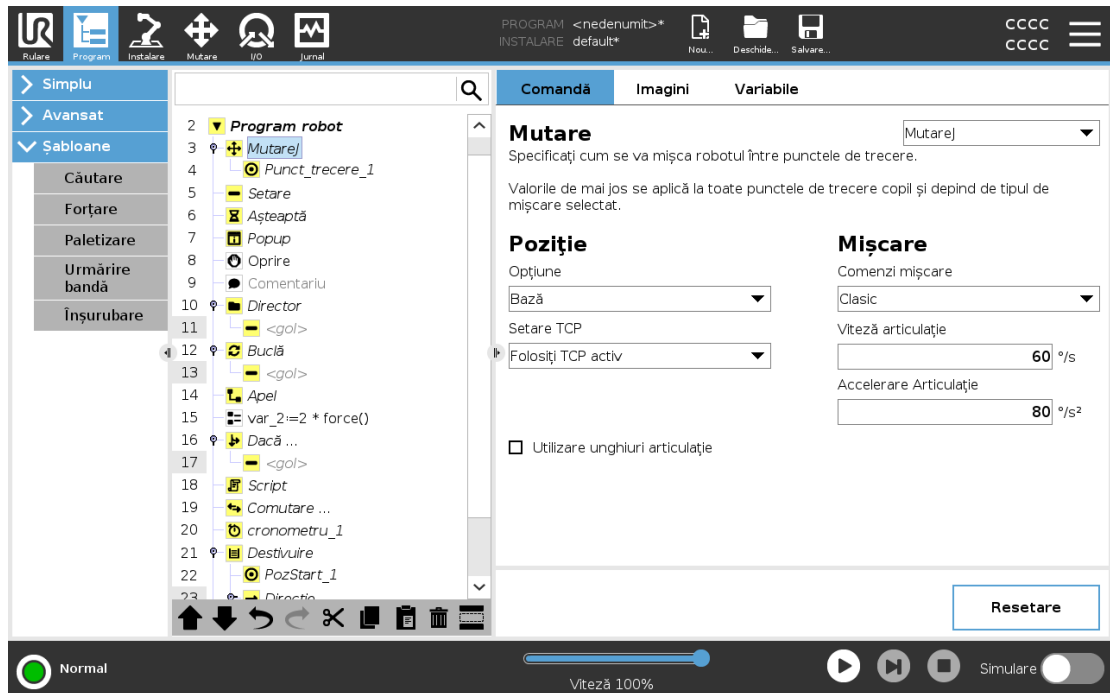 Rulare
Program
Instalare
Mutare
I/O
Jurnal
PROGRAM <nedenumit>*
INSTALARE default*
Nou...
Deschide...
Salvare...
CCCC
CCCC
Simplu
Avansat
Șabloane
Căutare
Forțare
Paletizare
Urmărire
bandă
Înșurubare
2 Program robot
3 MutareJ
4 Punct_trecere_1
5 Setare
6 Așteaptă
7 Popup
8 Oprire
9 Comentariu
10 Director
11 <gol>
12 Buclă
13 <gol>
14 Apel
15 var_2:=2 * force()
16 Dacă ...
17 <gol>
18 Script
19 Comutare ...
20 cronometru_1
21 Destivuire
22 PozStart_1
23 Direcție
Comandă
Imagini
Variabile
Mutare
MutareJ
Specificați cum se va mișca robotul între punctele de trecere.
Valorile de mai jos se aplică la toate punctele de trecere copil și depind de tipul de
mișcare selectat.
Poziţie
Opțiune
Bază
Setare TCP
Folosiți TCP activ
Utilizare unghiuri articulație
Mișcare
Comenzi mișcare
Clasic
Viteză articulație
60 °/s
Accelerare Articulație
80 °/s²
Resetare
Normal
Viteză 100%
Simulare